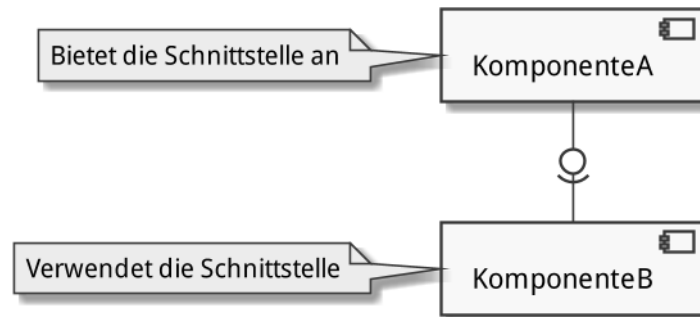 Bietet die Schnittstelle an
KomponenteA
Verwendet die Schnittstelle
KomponenteB